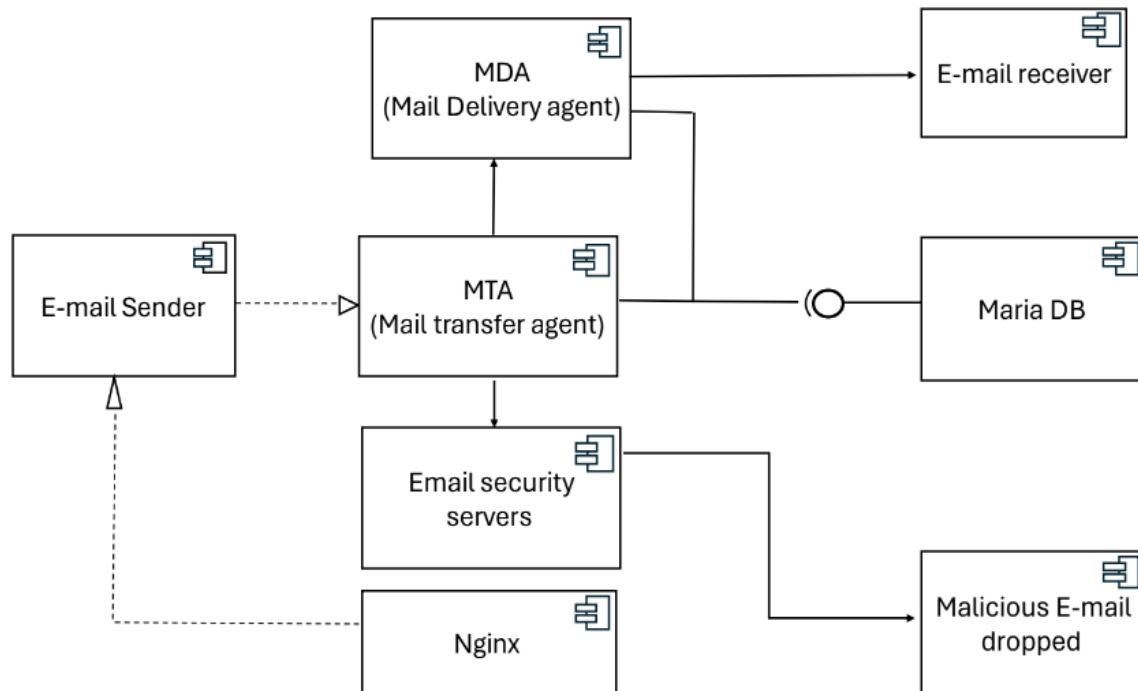 MDA
(Mail Delivery agent)
E-mail receiver
E-mail Sender
MTA
(Mail transfer agent)
Maria DB
Email security
servers
Nginx
Malicious E-mail
dropped